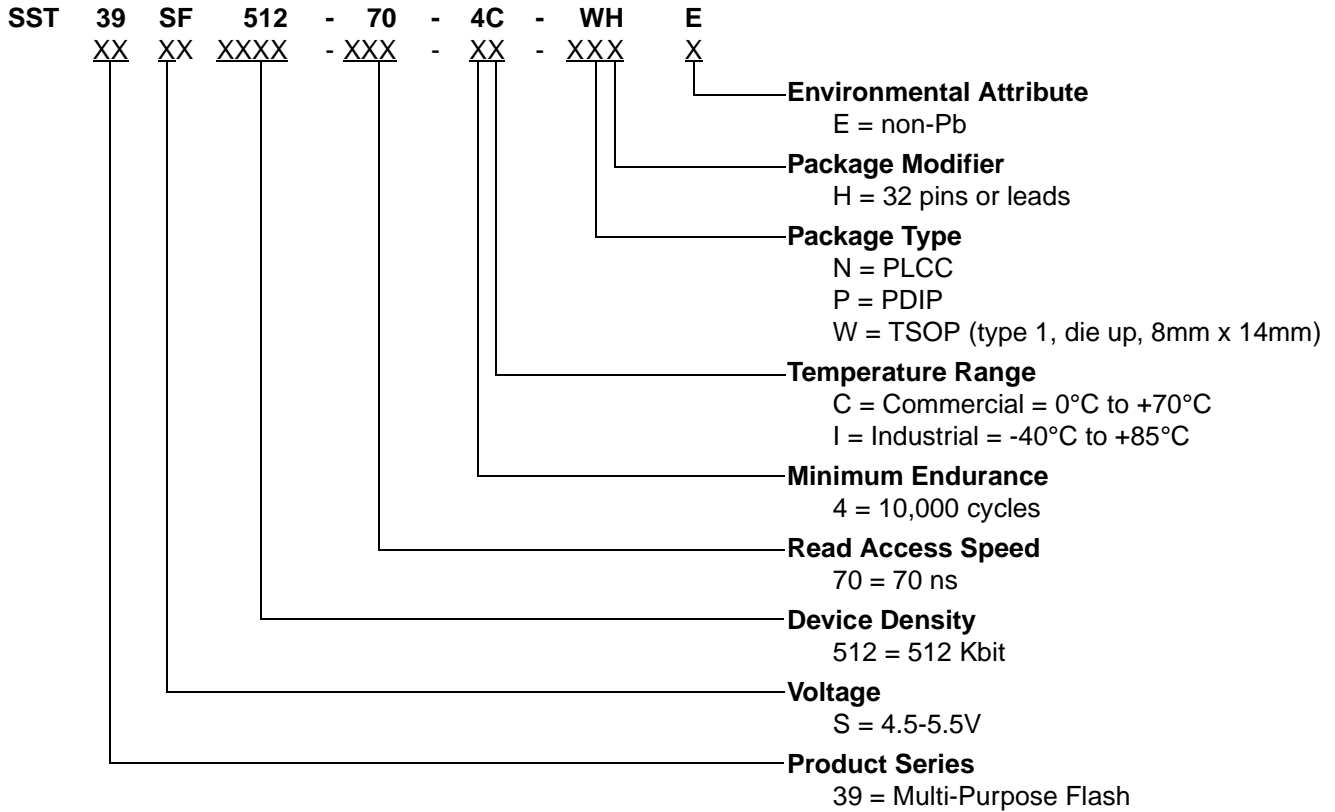 SST 39 SF 512 - 70 - 4C - WH E
XX XX XXXX - XXX - XX - XXX X
Environmental Attribute
E = non-Pb
Package Modifier
H = 32 pins or leads
Package Type
N = PLCC
P = PDIP
W = TSOP (type 1, die up, 8mm x 14mm)
Temperature Range
C = Commercial = 0°C to +70°C
I = Industrial = -40°C to +85°C
Minimum Endurance
4 = 10,000 cycles
Read Access Speed
70 = 70 ns
Device Density
512 = 512 Kbit
Voltage
S = 4.5-5.5V
Product Series
39 = Multi-Purpose Flash